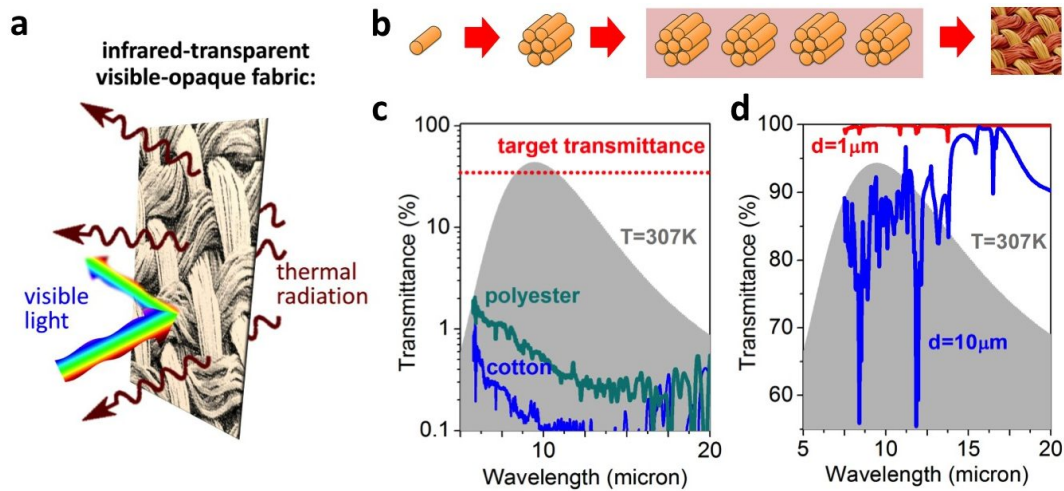 a
infrared-transparent
visible-opaque fabric:
visible
light
thermal
radiation
b
c
100
10
1
0.1
Transmittance (%)
target transmittance
T=307K
polyester
cotton
10
20
Wavelength (micron)
d
100
90
80
70
60
Transmittance (%)
d=1μm
T=307K
d=10μm
5
10
15
20
Wavelength (micron)